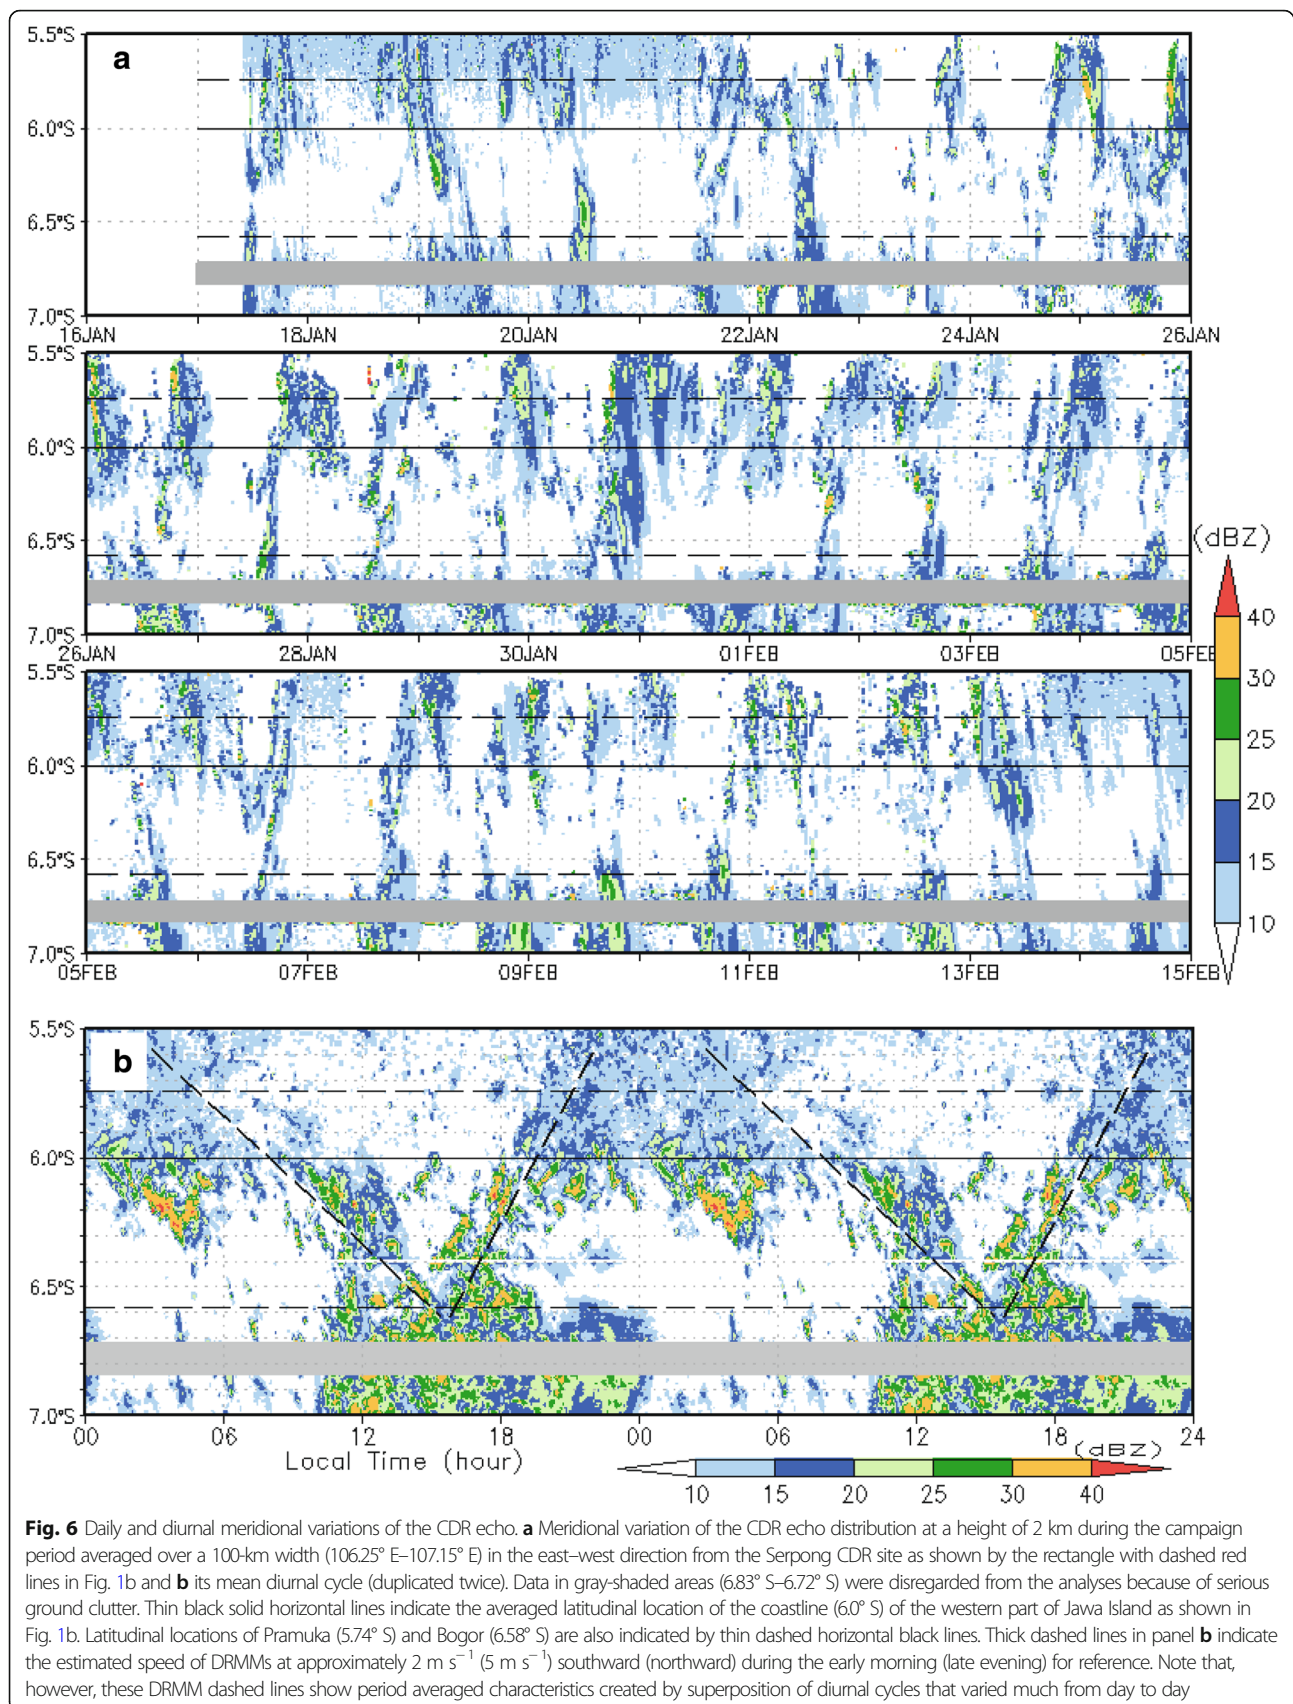 a
5.5°S
6.0°S
6.5°S
7.0°S
16JAN 18JAN 20JAN 22JAN 24JAN 26JAN
5.5°S
6.0°S
6.5°S
7.0°S
26JAN 28JAN 30JAN 01FEB 03FEB 05FEB
5.5°S
6.0°S
6.5°S
7.0°S
05FEB 07FEB 09FEB 11FEB 13FEB 15FEB
(dBZ)
40
30
25
20
15
10
b
5.5°S
6.0°S
6.5°S
7.0°S
00 06 12 18 00 06 12 18 24
Local Time (hour)
(dBZ)
10 15 20 25 30 40
Fig. 6 Daily and diurnal meridional variations of the CDR echo. a Meridional variation of the CDR echo distribution at a height of 2 km during the campaign
period averaged over a 100-km width (106.25° E–107.15° E) in the east–west direction from the Serpong CDR site as shown by the rectangle with dashed red
lines in Fig. 1b and b its mean diurnal cycle (duplicated twice). Data in gray-shaded areas (6.83° S–6.72° S) were disregarded from the analyses because of serious
ground clutter. Thin black solid horizontal lines indicate the averaged latitudinal location of the coastline (6.0° S) of the western part of Jawa Island as shown in
Fig. 1b. Latitudinal locations of Pramuka (5.74° S) and Bogor (6.58° S) are also indicated by thin dashed horizontal black lines. Thick dashed lines in panel b indicate
the estimated speed of DRMMs at approximately 2 m s⁻¹ (5 m s⁻¹) southward (northward) during the early morning (late evening) for reference. Note that,
however, these DRMM dashed lines show period averaged characteristics created by superposition of diurnal cycles that varied much from day to day